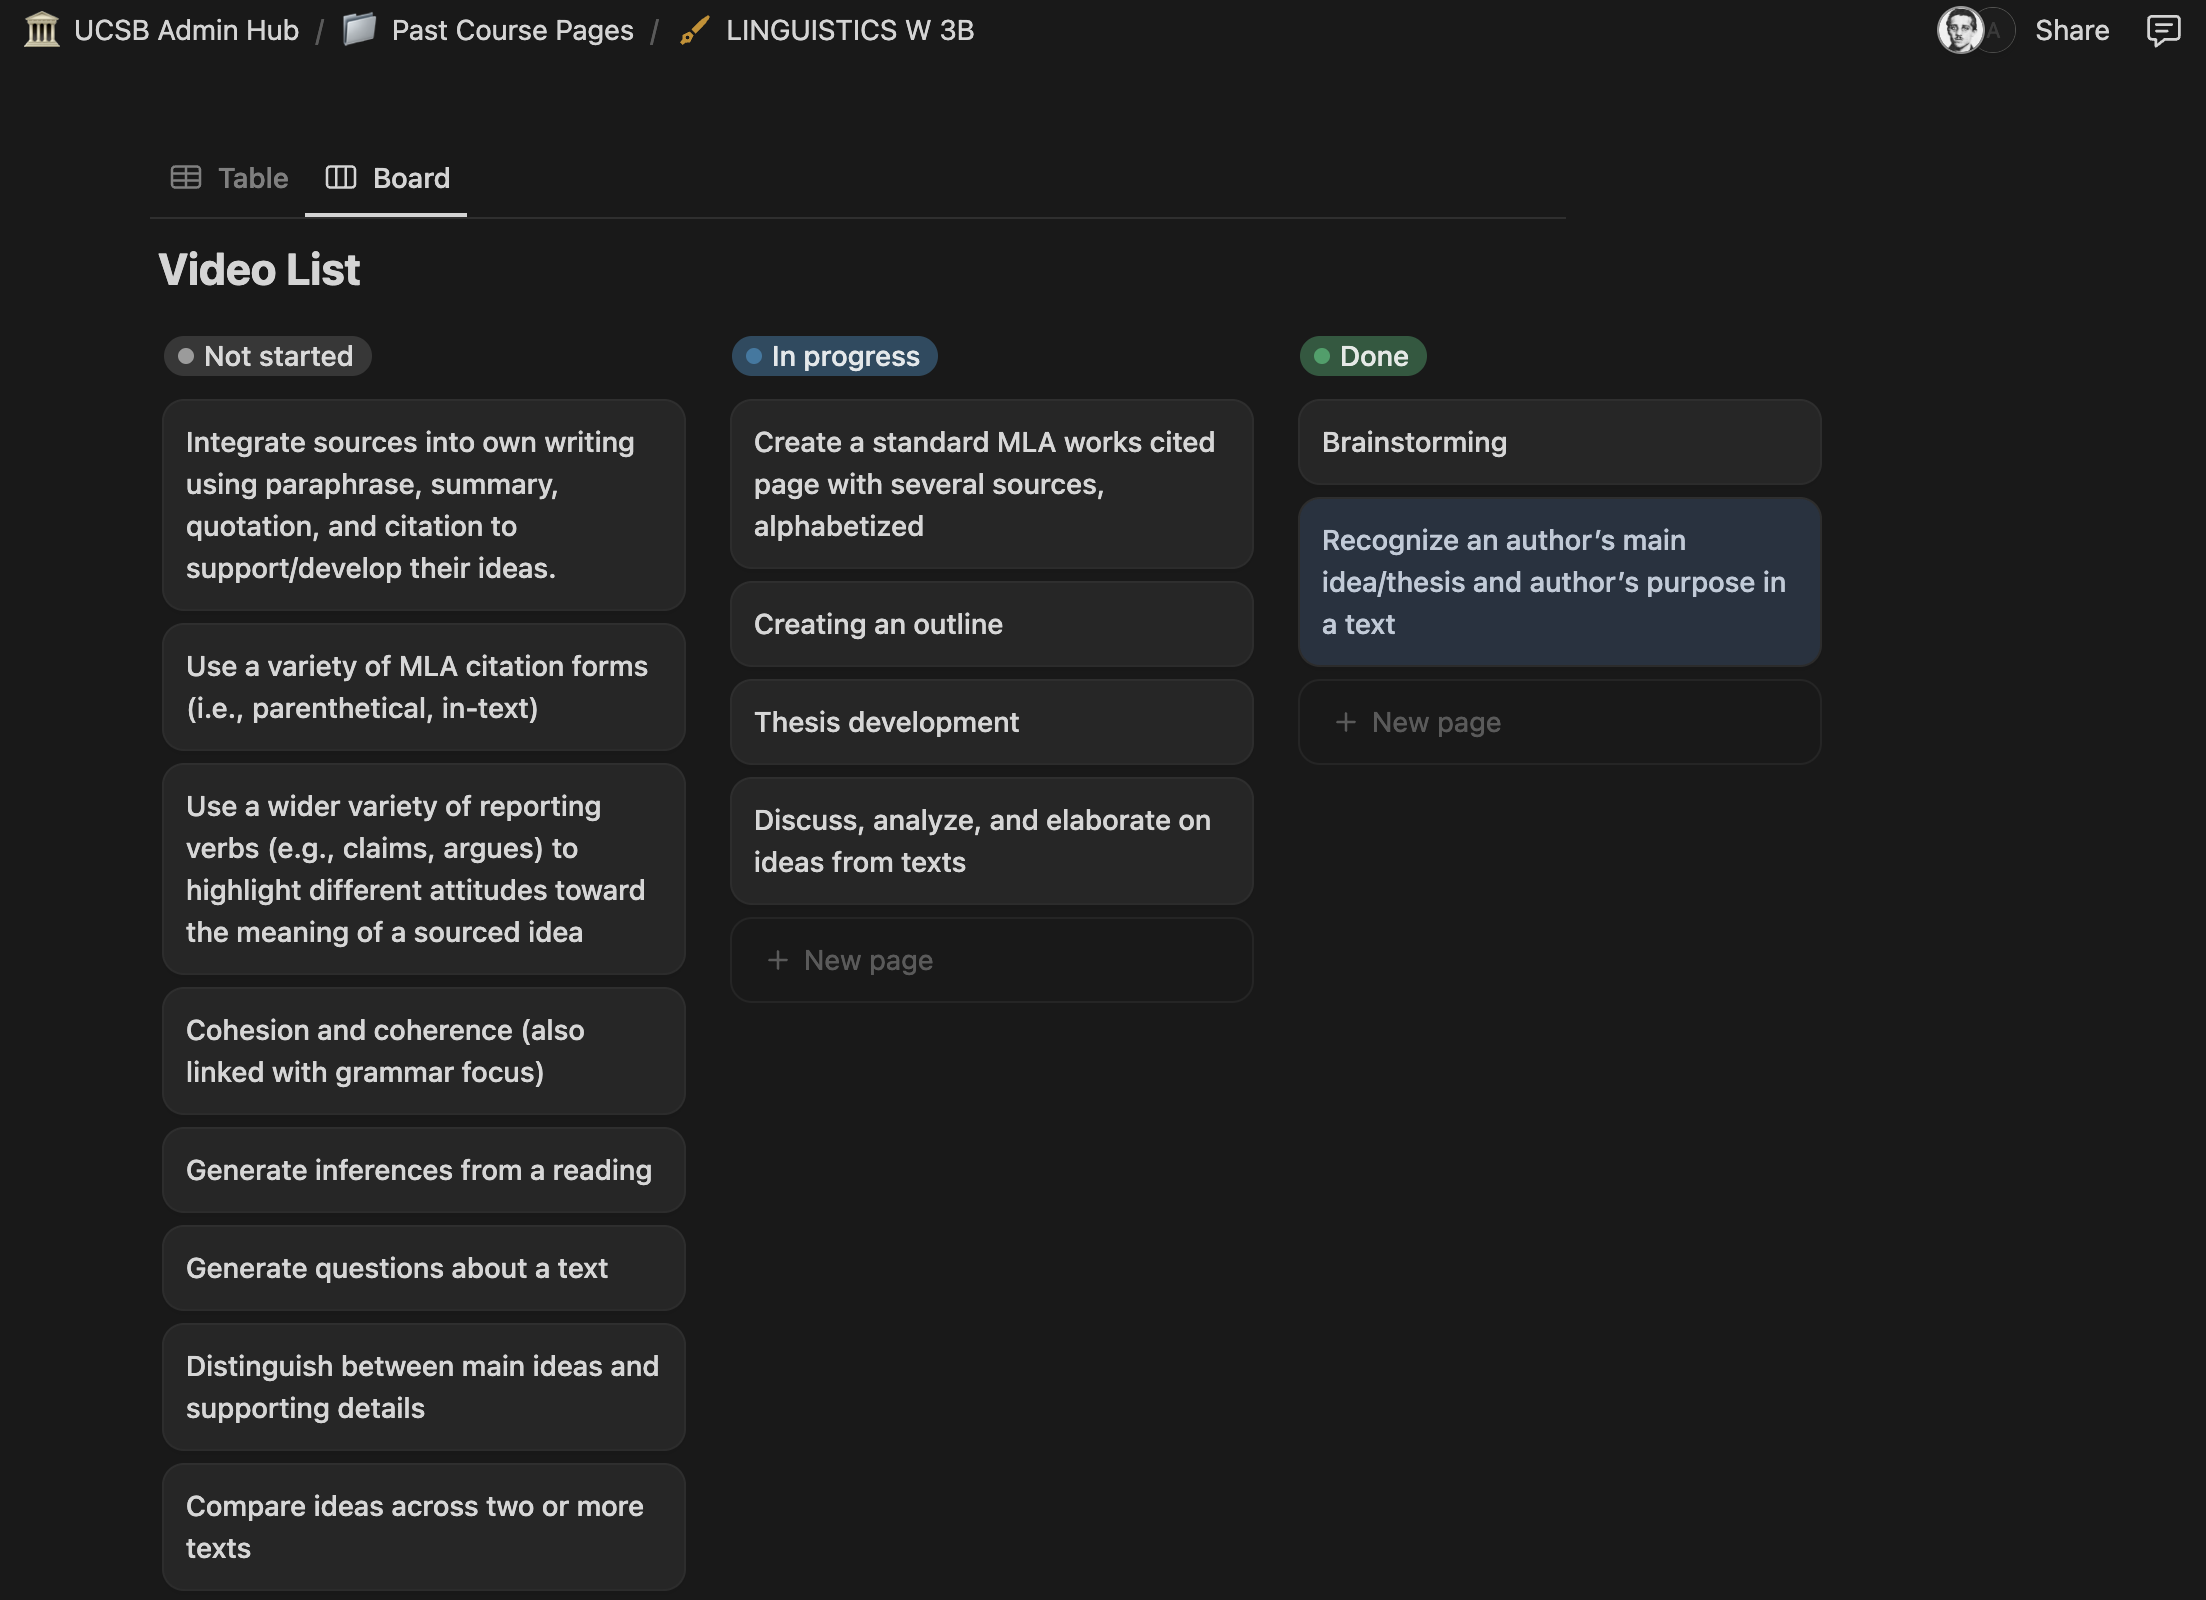 UCSB Admin Hub / Past Course Pages / LINGUISTICS W 3B
A Share
Table Board
Video List
Not started
Integrate sources into own writing
using paraphrase, summary,
quotation, and citation to
support/develop their ideas.
Use a variety of MLA citation forms
(i.e., parenthetical, in-text)
Use a wider variety of reporting
verbs (e.g., claims, argues) to
highlight different attitudes toward
the meaning of a sourced idea
Cohesion and coherence (also
linked with grammar focus)
Generate inferences from a reading
Generate questions about a text
Distinguish between main ideas and
supporting details
Compare ideas across two or more
texts
In progress
Create a standard MLA works cited
page with several sources,
alphabetized
Creating an outline
Thesis development
Discuss, analyze, and elaborate on
ideas from texts
+ New page
Done
Brainstorming
Recognize an author’s main
idea/thesis and author’s purpose in
a text
+ New page